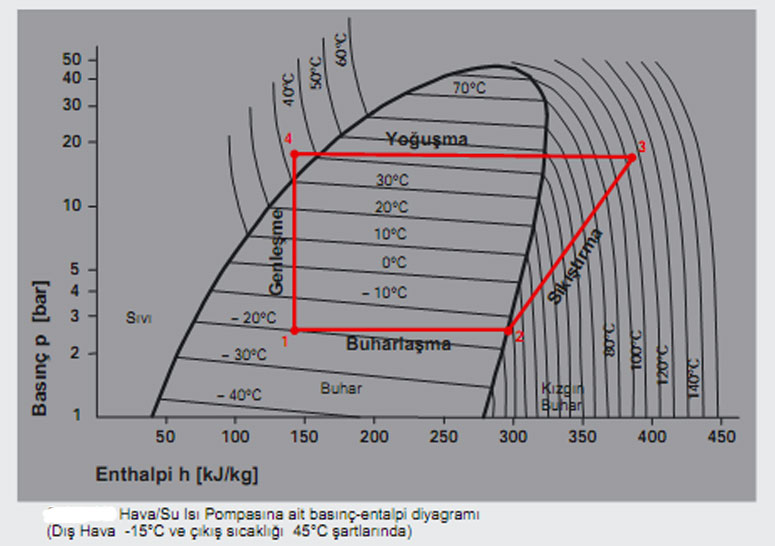 50
40
30
20
10
5
4
3
2
1
Basınç p [bar]
40°C
50°C
60°C
70°C
4
Yoğuşma
3
30°C
20°C
10°C
0°C
– 10°C
– 20°C
– 30°C
– 40°C
Genleşme
Sıkıştırma
Sıvı
1
Buharlaşma
2
Buhar
Kızgın
Buhar
80°C
100°C
120°C
140°C
50 100 150 200 250 300 350 400 450
Enthalpi h [kJ/kg]
Hava/Su Isı Pompasına ait basınç-entalpi diyagramı
(Dış Hava -15°C ve çıkış sıcaklığı 45°C şartlarında)